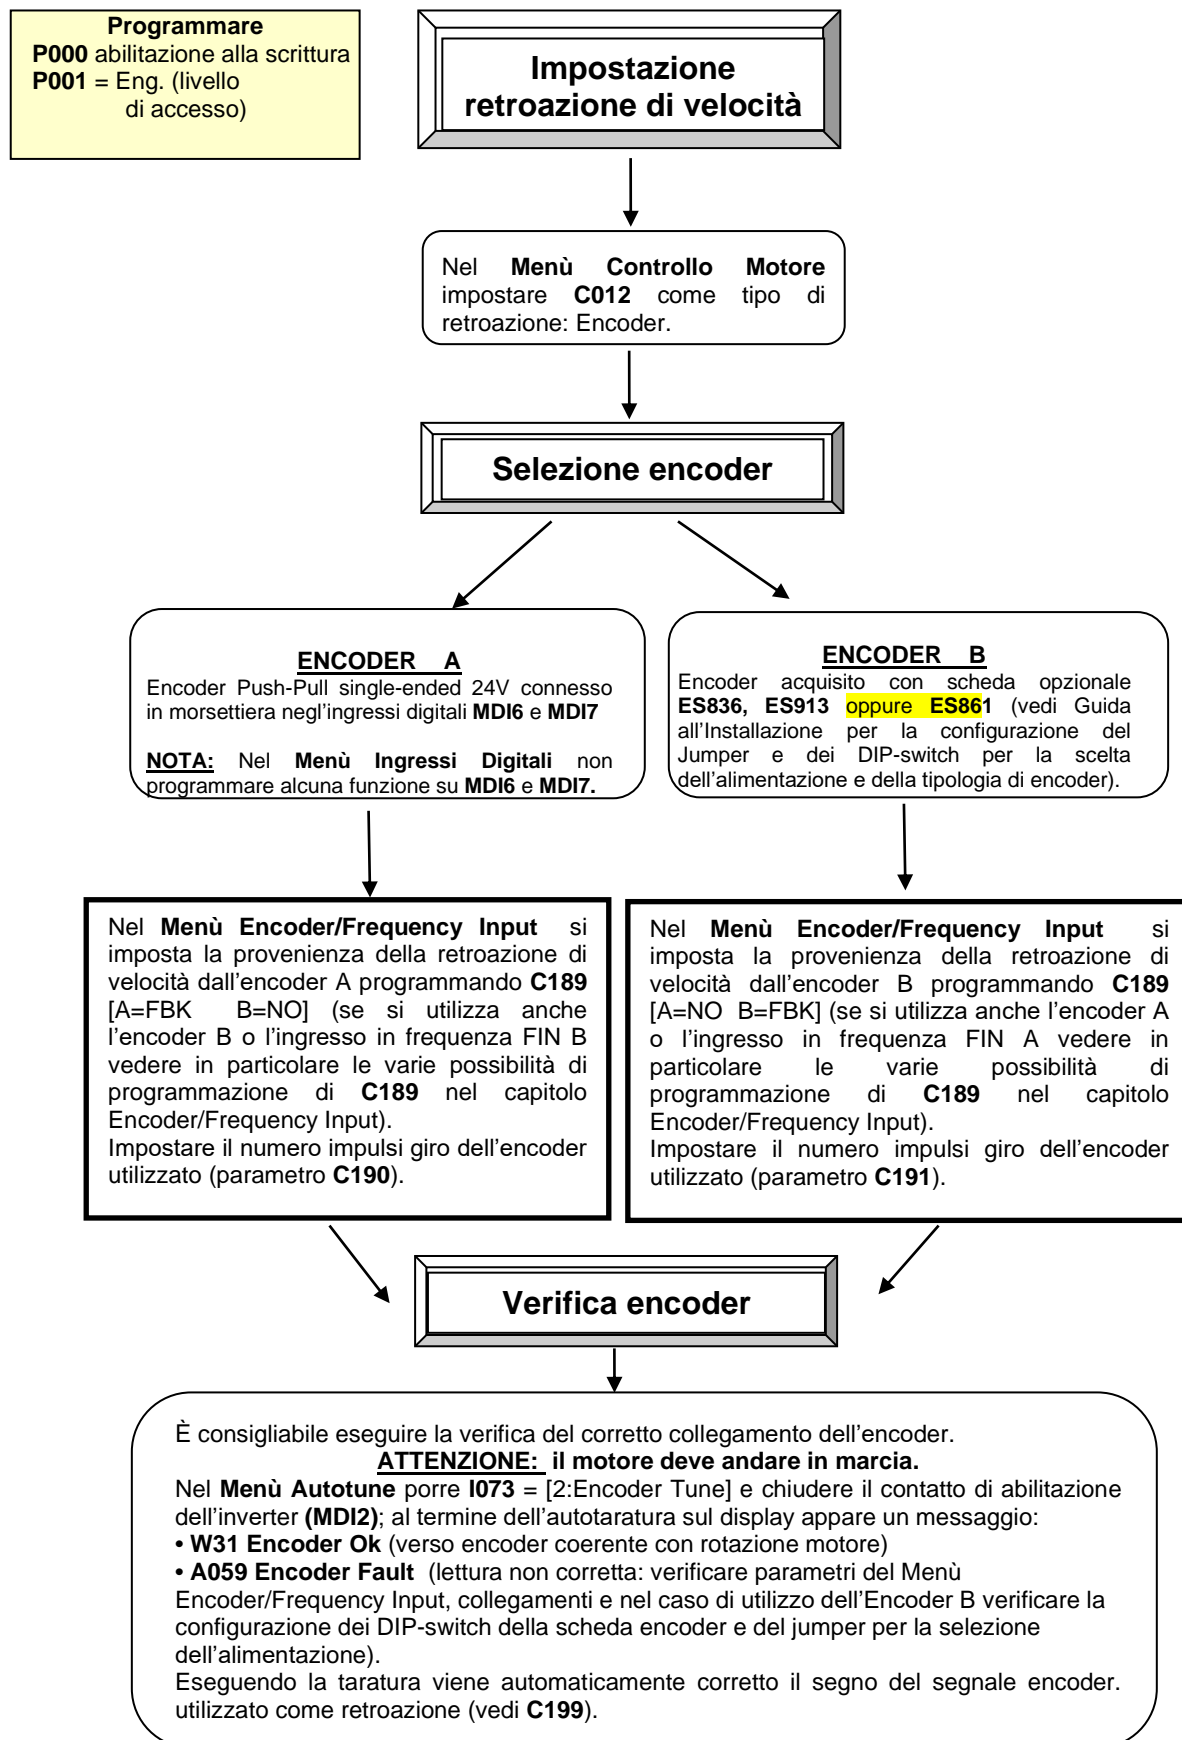 Programmare
P000 abilitazione alla scrittura
P001 = Eng. (livello
di accesso)
Impostazione
retroazione di velocità
Nel Menù Controllo Motore
impostare C012 come tipo di
retroazione: Encoder.
Selezione encoder
ENCODER A
Encoder Push-Pull single-ended 24V connesso
in morsettiera negl'ingressi digitali MDI6 e MDI7
NOTA: Nel Menù Ingressi Digitali non
programmare alcuna funzione su MDI6 e MDI7.
ENCODER B
Encoder acquisito con scheda opzionale
ES836, ES913 oppure ES861 (vedi Guida
all'Installazione per la configurazione del
Jumper e dei DIP-switch per la scelta
dell'alimentazione e della tipologia di encoder).
Nel Menù Encoder/Frequency Input si
imposta la provenienza della retroazione di
velocità dall'encoder A programmando C189
[A=FBK B=NO] (se si utilizza anche
l'encoder B o l'ingresso in frequenza FIN B
vedere in particolare le varie possibilità di
programmazione di C189 nel capitolo
Encoder/Frequency Input).
Impostare il numero impulsi giro dell'encoder
utilizzato (parametro C190).
Nel Menù Encoder/Frequency Input si
imposta la provenienza della retroazione di
velocità dall'encoder B programmando C189
[A=NO B=FBK] (se si utilizza anche l'encoder A
o l'ingresso in frequenza FIN A vedere in
particolare le varie possibilità di
programmazione di C189 nel capitolo
Encoder/Frequency Input).
Impostare il numero impulsi giro dell'encoder
utilizzato (parametro C191).
Verifica encoder
È consigliabile eseguire la verifica del corretto collegamento dell'encoder.
ATTENZIONE: il motore deve andare in marcia.
Nel Menù Autotune porre I073 = [2:Encoder Tune] e chiudere il contatto di abilitazione
dell'inverter (MDI2); al termine dell'autotaratura sul display appare un messaggio:
• W31 Encoder Ok (verso encoder coerente con rotazione motore)
• A059 Encoder Fault (lettura non corretta: verificare parametri del Menù
Encoder/Frequency Input, collegamenti e nel caso di utilizzo dell'Encoder B verificare la
configurazione dei DIP-switch della scheda encoder e del jumper per la selezione
dell'alimentazione).
Eseguendo la taratura viene automaticamente corretto il segno del segnale encoder.
utilizzato come retroazione (vedi C199).